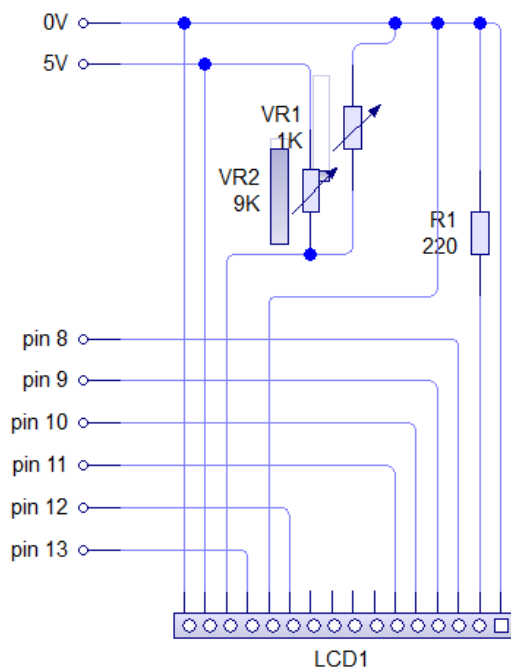 0V
5V
VR1
1K
VR2
9K
R1
220
pin 8
pin 9
pin 10
pin 11
pin 12
pin 13
LCD1